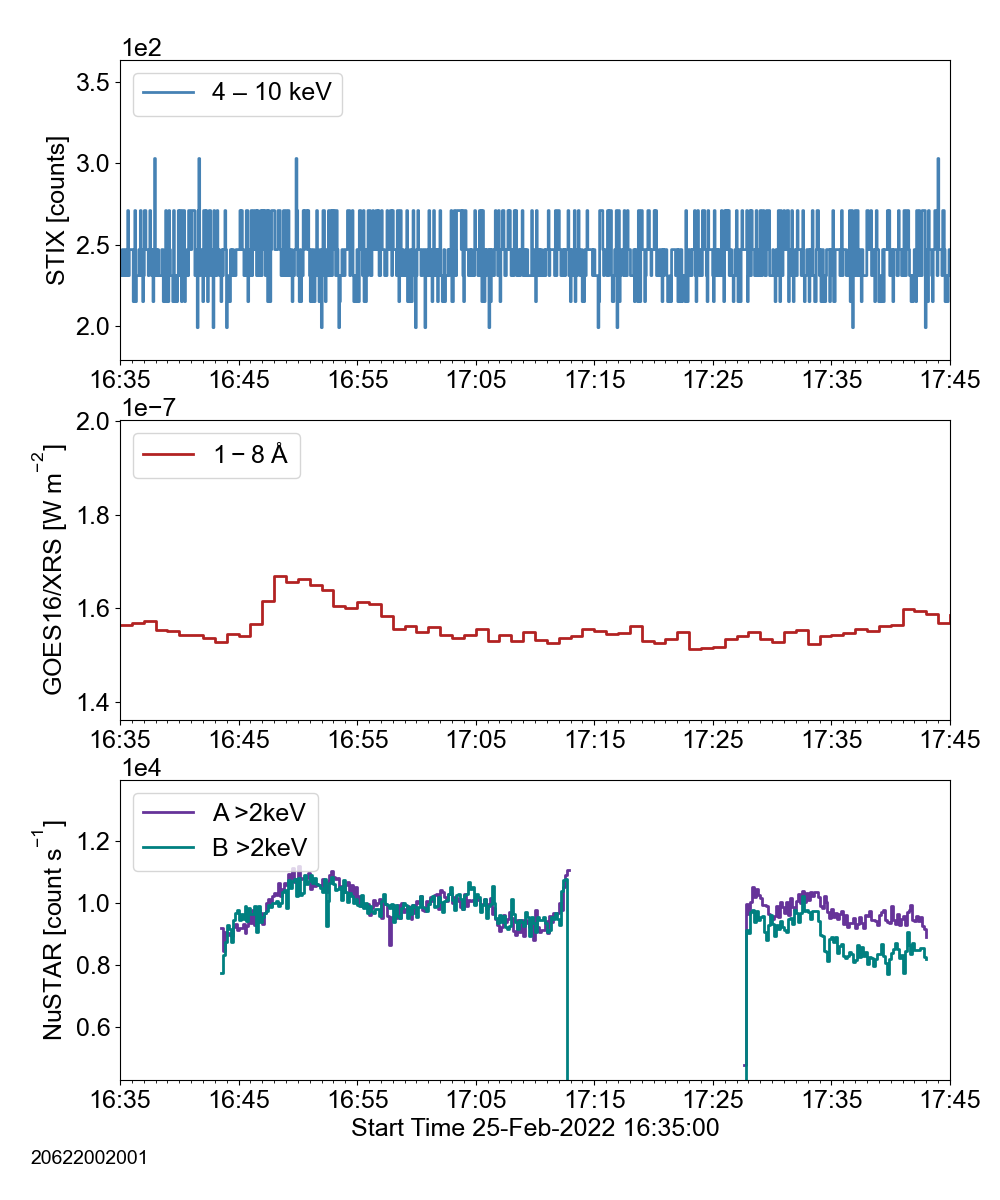 1e2
3.5
3.0
2.5
2.0
STIX [counts]
4 – 10 keV
16:35 16:45 16:55 17:05 17:15 17:25 17:35 17:45
1e−7
2.0
1.8
1.6
1.4
GOES16/XRS [W m⁻²]
1 – 8 Å
16:35 16:45 16:55 17:05 17:15 17:25 17:35 17:45
1e4
1.2
1.0
0.8
0.6
NuSTAR [count s⁻¹]
A >2keV
B >2keV
16:35 16:45 16:55 17:05 17:15 17:25 17:35 17:45
Start Time 25-Feb-2022 16:35:00
20622002001